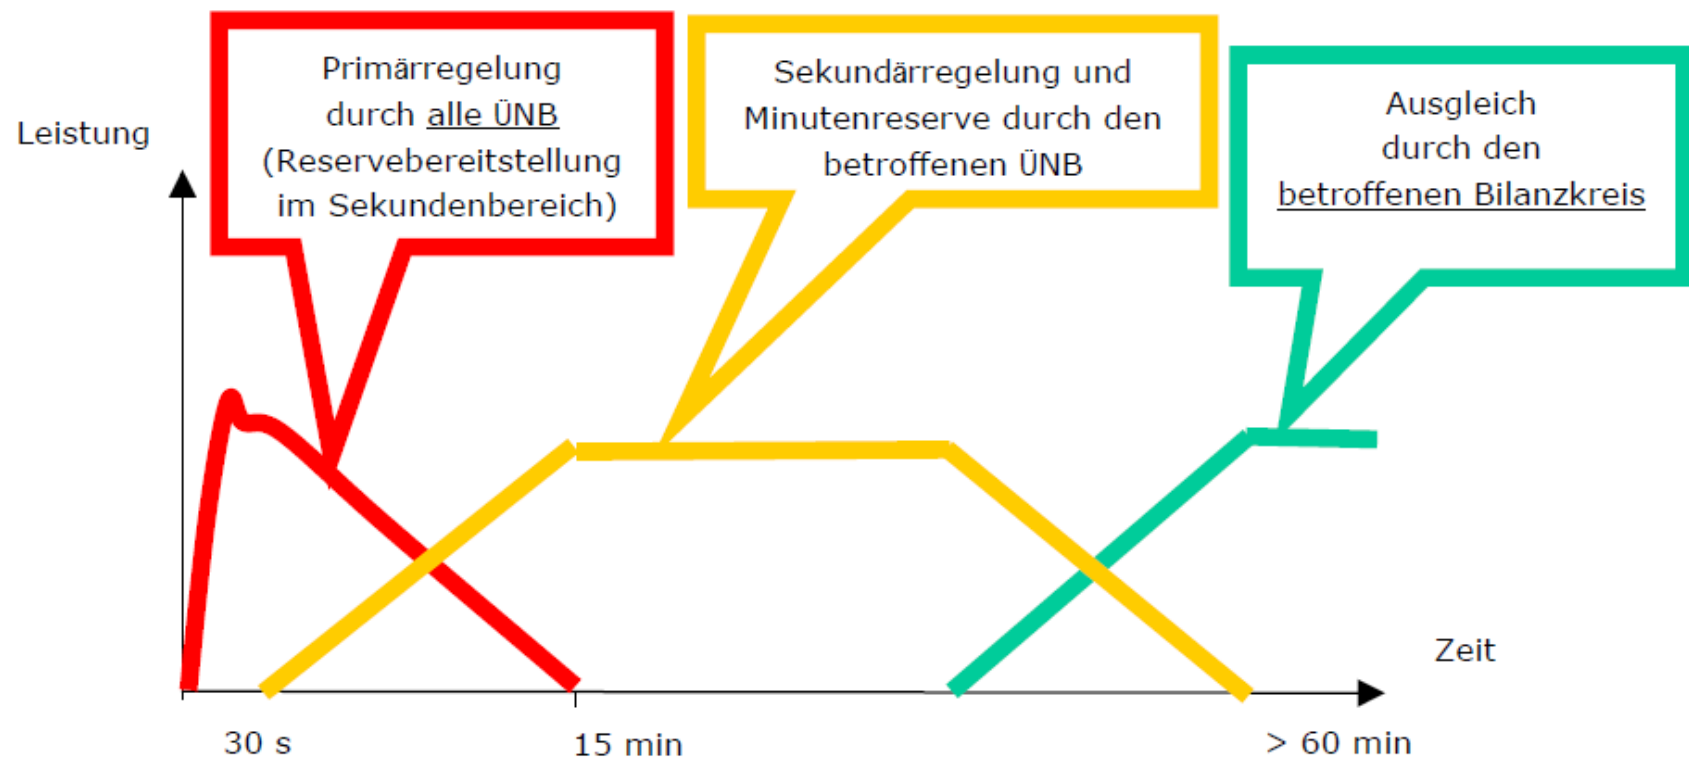 Leistung
Primärregelung
durch alle ÜNB
(Reservebereitstellung
im Sekundenbereich)
Sekundärregelung und
Minutenreserve durch den
betroffenen ÜNB
Ausgleich
durch den
betroffenen Bilanzkreis
Zeit
30 s
15 min
> 60 min